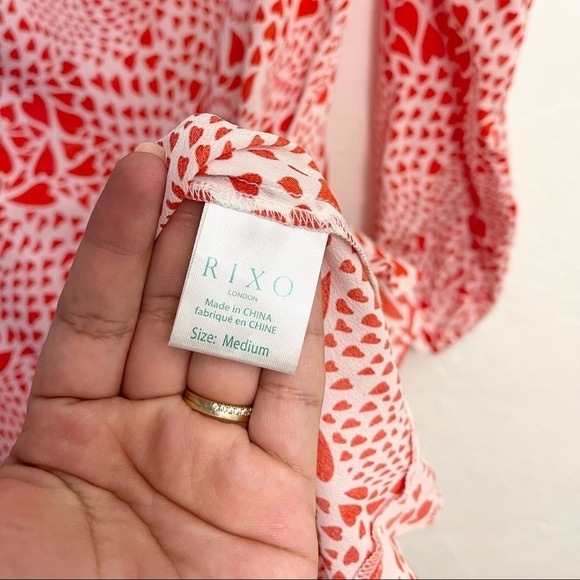 RIXO
LONDON
Made in CHINA
fabriqué en CHINE
Size: Medium